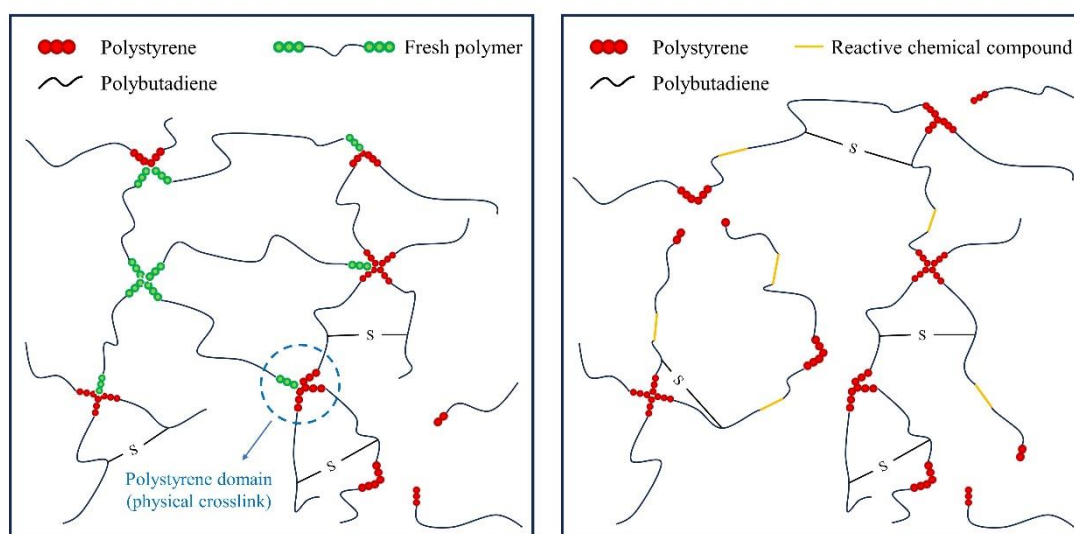 Polystyrene
Fresh polymer
Polybutadiene
S
S
S
Polystyrene domain
(physical crosslink)
Polystyrene
Reactive chemical compound
Polybutadiene
S
S
S
S